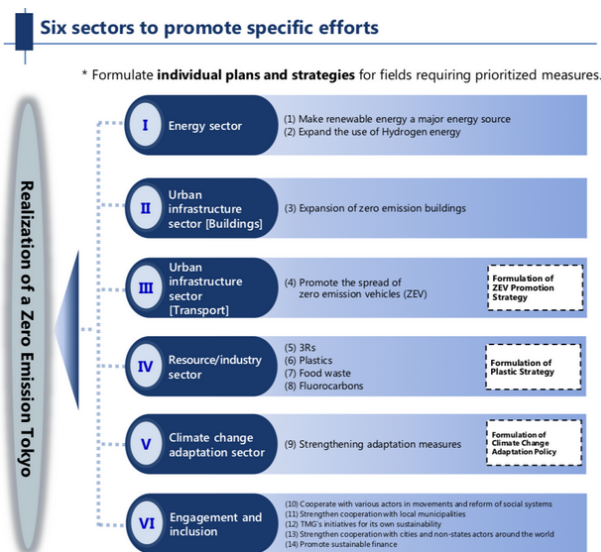 Six sectors to promote specific efforts
* Formulate individual plans and strategies for fields requiring prioritized measures.
Realization of a Zero Emission Tokyo
I
Energy sector
(1) Make renewable energy a major energy source
(2) Expand the use of Hydrogen energy
II
Urban
infrastructure
sector [Buildings]
(3) Expansion of zero emission buildings
III
Urban
infrastructure
sector
[Transport]
(4) Promote the spread of
zero emission vehicles (ZEV)
Formulation of
ZEV Promotion
Strategy
IV
Resource/industry
sector
(5) 3Rs
(6) Plastics
(7) Food waste
(8) Fluorocarbons
Formulation of
Plastic Strategy
V
Climate change
adaptation sector
(9) Strengthening adaptation measures
Formulation of
Climate Change
Adaptation Policy
VI
Engagement and
inclusion
(10) Cooperate with various actors in movements and reform of social systems
(11) Strengthen cooperation with local municipalities
(12) TMG's initiatives for its own sustainability
(13) Strengthen cooperation with cities and non-states actors around the world
(14) Promote sustainable finance